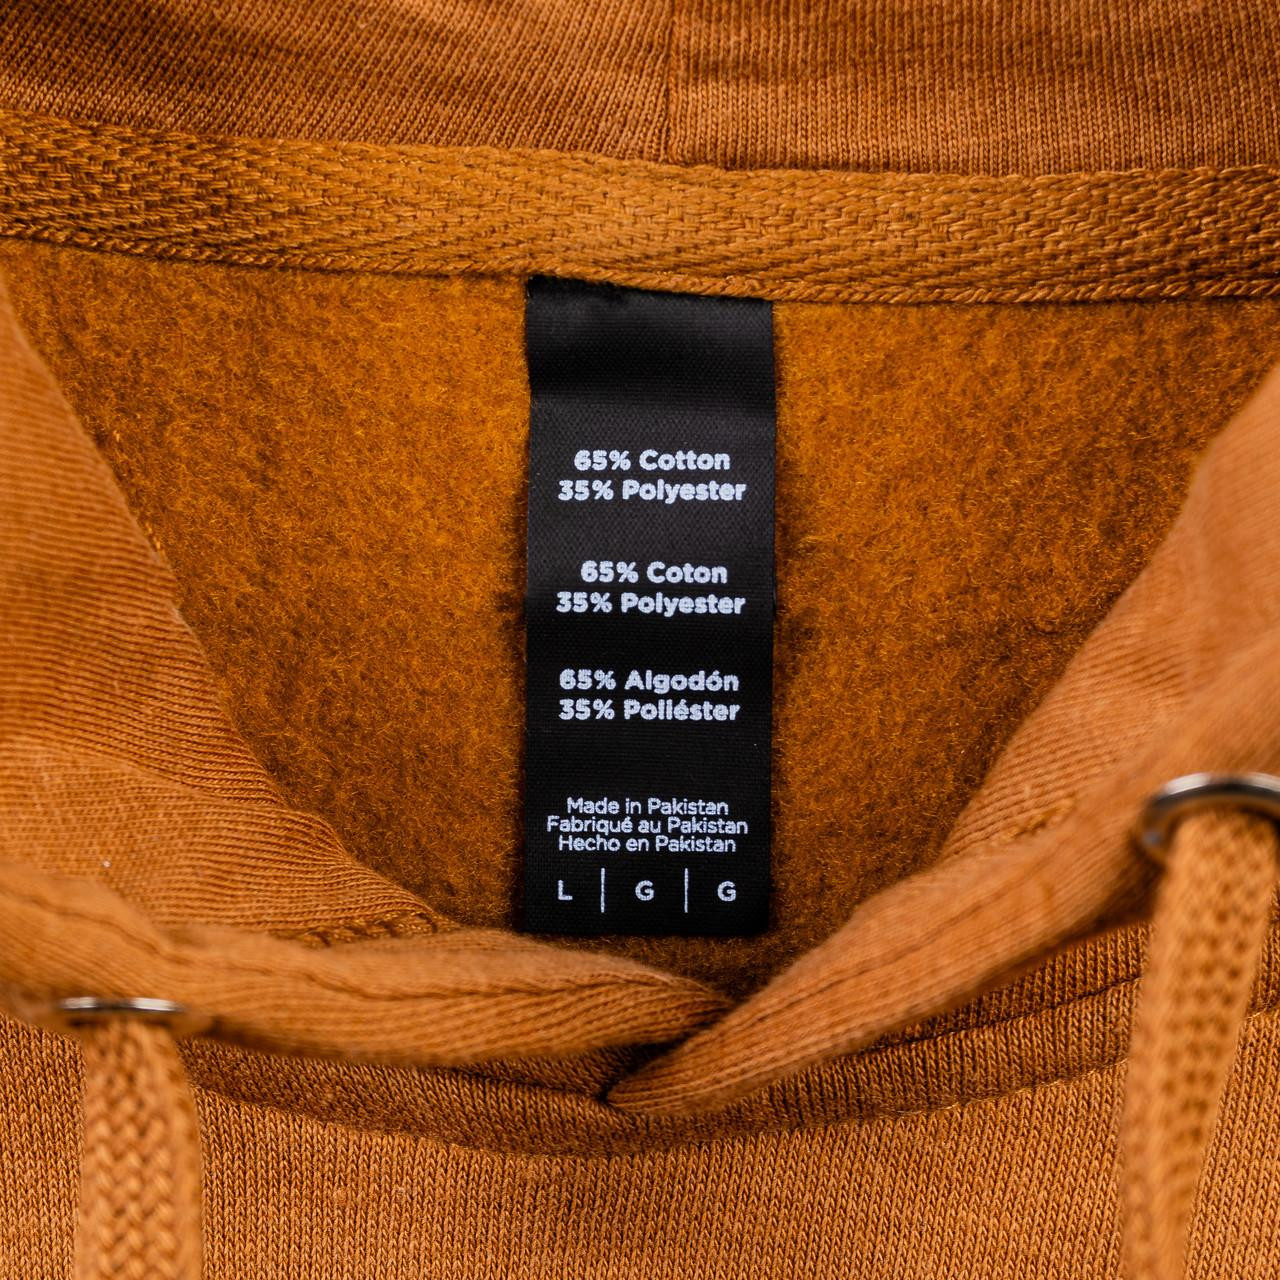 65% Cotton
35% Polyester
65% Coton
35% Polyester
65% Algodón
35% Poliéster
Made in Pakistan
Fabriqué au Pakistan
Hecho en Pakistan
L | G | G